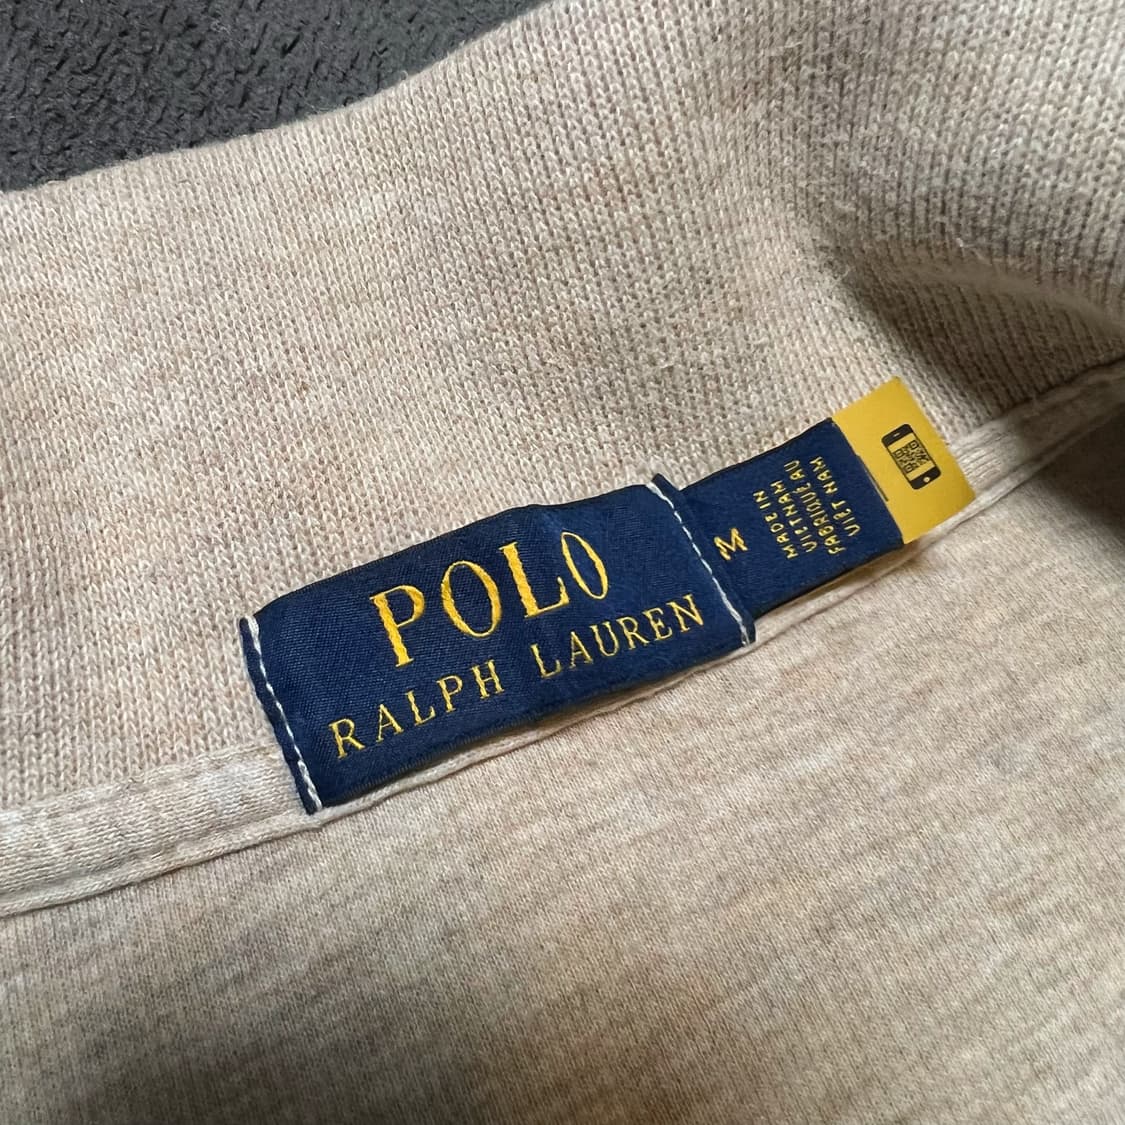 POLO
RALPH LAUREN
M
MADE IN
VIETNAM
FABRIQUÉ AU
VIET NAM